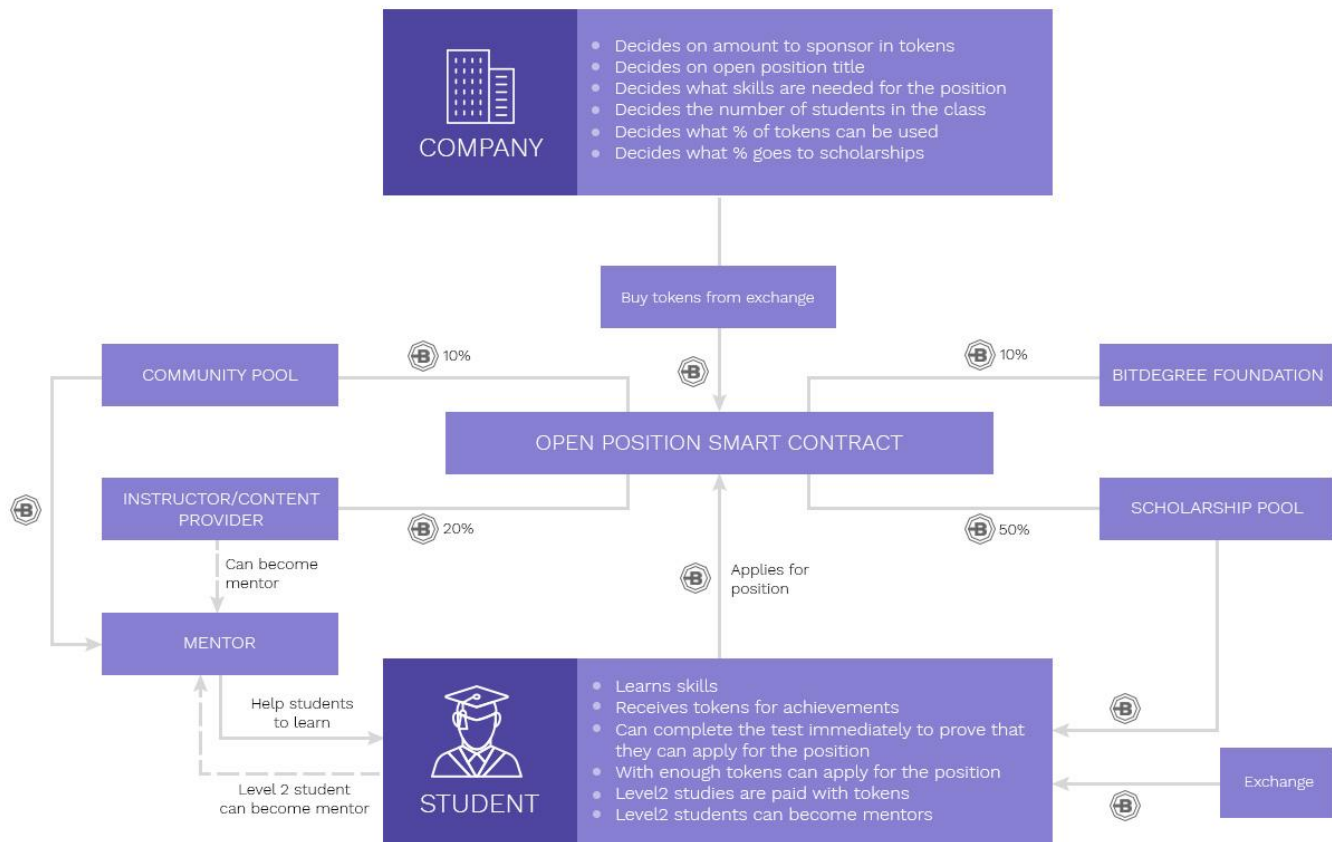 COMPANY
Decides on amount to sponsor in tokens
Decides on open position title
Decides what skills are needed for the position
Decides the number of students in the class
Decides what % of tokens can be used
Decides what % goes to scholarships
Buy tokens from exchange
COMMUNITY POOL
B 10%
B
B 10%
BITDEGREE FOUNDATION
OPEN POSITION SMART CONTRACT
B
INSTRUCTOR/CONTENT
PROVIDER
B 20%
B 50%
SCHOLARSHIP POOL
Can become
mentor
B
Applies for
position
MENTOR
Help students
to learn
Level 2 student
can become mentor
STUDENT
Learns skills
Receives tokens for achievements
Can complete the test immediately to prove that
they can apply for the position
With enough tokens can apply for the position
Level2 studies are paid with tokens
Level2 students can become mentors
B
B
Exchange